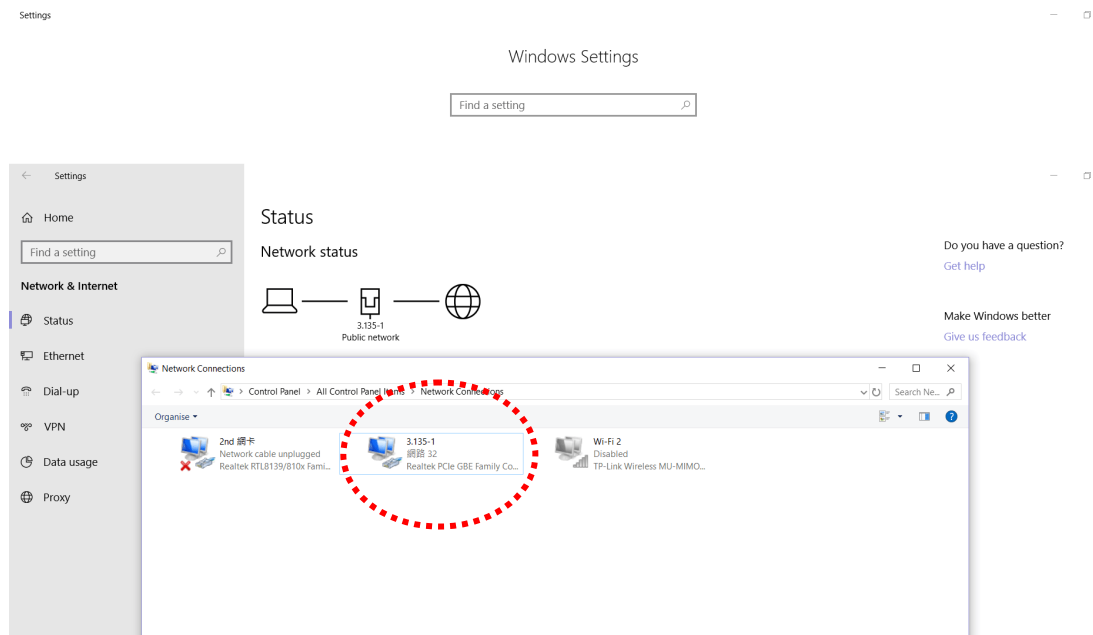 Settings
Windows Settings
Find a setting
Settings
Home
Find a setting
Network & Internet
Status
Ethernet
Dial-up
VPN
Data usage
Proxy
Status
Network status
3.135-1
Public network
Do you have a question?
Get help
Make Windows better
Give us feedback
Network Connections
Control Panel > All Control Panel Items > Network Connections
Search Ne...
Organise
2nd 網卡
Network cable unplugged
Realtek RTL8139/810x Fami...
3.135-1
網路 32
Realtek PCIe GBE Family Co...
Wi-Fi 2
Disabled
TP-Link Wireless MU-MIMO...